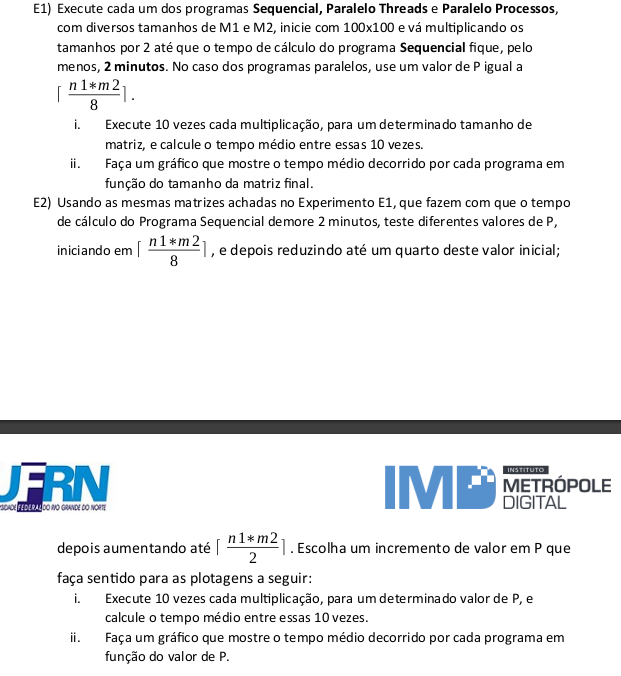 E1) Execute cada um dos programas Sequencial, Paralelo Threads e Paralelo Processos,
com diversos tamanhos de M1 e M2, inicie com 100x100 e vá multiplicando os
tamanhos por 2 até que o tempo de cálculo do programa Sequencial fique, pelo
menos, 2 minutos. No caso dos programas paralelos, use um valor de P igual a
⌈ n1∗m2 / 8 ⌉ .
i. Execute 10 vezes cada multiplicação, para um determinado tamanho de
matriz, e calcule o tempo médio entre essas 10 vezes.
ii. Faça um gráfico que mostre o tempo médio decorrido por cada programa em
função do tamanho da matriz final.
E2) Usando as mesmas matrizes achadas no Experimento E1, que fazem com que o tempo
de cálculo do Programa Sequencial demore 2 minutos, teste diferentes valores de P,
iniciando em ⌈ n1∗m2 / 8 ⌉ , e depois reduzindo até um quarto deste valor inicial;
UFRN
FEDERAL DO RIO GRANDE DO NORTE
IMD
INSTITUTO
METRÓPOLE
DIGITAL
depois aumentando até ⌈ n1∗m2 / 2 ⌉ . Escolha um incremento de valor em P que
faça sentido para as plotagens a seguir:
i. Execute 10 vezes cada multiplicação, para um determinado valor de P, e
calcule o tempo médio entre essas 10 vezes.
ii. Faça um gráfico que mostre o tempo médio decorrido por cada programa em
função do valor de P.